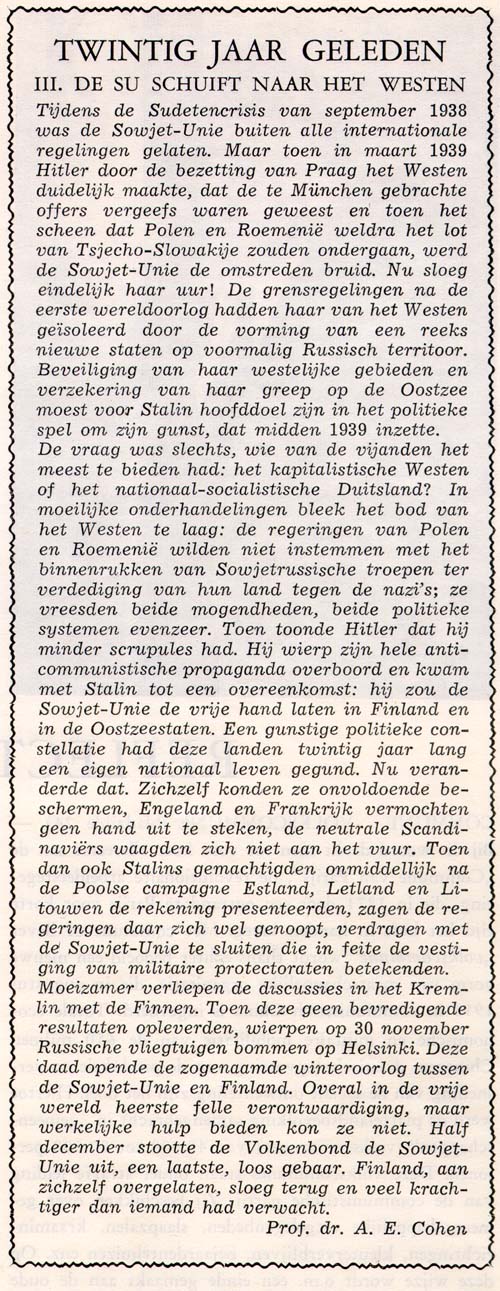 TWINTIG JAAR GELEDEN
III. DE SU SCHUIFT NAAR HET WESTEN
Tijdens de Sudetencrisis van september 1938
was de Sowjet-Unie buiten alle internationale
regelingen gelaten. Maar toen in maart 1939
Hitler door de bezetting van Praag het Westen
duidelijk maakte, dat de te München gebrachte
offers vergeefs waren geweest en toen het
scheen dat Polen en Roemenië weldra het lot
van Tsjecho-Slowakije zouden ondergaan, werd
de Sowjet-Unie de omstreden bruid. Nu sloeg
eindelijk haar uur! De grensregelingen na de
eerste wereldoorlog hadden haar van het Westen
geïsoleerd door de vorming van een reeks
nieuwe staten op voormalig Russisch territoor.
Beveiliging van haar westelijke gebieden en
verzekering van haar greep op de Oostzee
moest voor Stalin hoofddoel zijn in het politieke
spel om zijn gunst, dat midden 1939 inzette.
De vraag was slechts, wie van de vijanden het
meest te bieden had: het kapitalistische Westen
of het nationaal-socialistische Duitsland? In
moeilijke onderhandelingen bleek het bod van
het Westen te laag: de regeringen van Polen
en Roemenië wilden niet instemmen met het
binnenrukken van Sowjetrussische troepen ter
verdediging van hun land tegen de nazi's; ze
vreesden beide mogendheden, beide politieke
systemen evenzeer. Toen toonde Hitler dat hij
minder scrupules had. Hij wierp zijn hele anti-
communistische propaganda overboord en kwam
met Stalin tot een overeenkomst: hij zou de
Sowjet-Unie de vrije hand laten in Finland en
in de Oostzeestaten. Een gunstige politieke con-
stellatie had deze landen twintig jaar lang
een eigen nationaal leven gegund. Nu veran-
derde dat. Zichzelf konden ze onvoldoende be-
schermen, Engeland en Frankrijk vermochten
geen hand uit te steken, de neutrale Scandi-
naviërs waagden zich niet aan het vuur. Toen
dan ook Stalins gemachtigden onmiddellijk na
de Poolse campagne Estland, Letland en Li-
touwen de rekening presenteerden, zagen de re-
geringen daar zich wel genoopt, verdragen met
de Sowjet-Unie te sluiten die in feite de vesti-
ging van militaire protectoraten betekenden.
Moeizamer verliepen de discussies in het Krem-
lin met de Finnen. Toen deze geen bevredigende
resultaten opleverden, wierpen op 30 november
Russische vliegtuigen bommen op Helsinki. Deze
daad opende de zogenaamde winteroorlog tussen
de Sowjet-Unie en Finland. Overal in de vrije
wereld heerste felle verontwaardiging, maar
werkelijke hulp bieden kon ze niet. Half
december stootte de Volkenbond de Sowjet-
Unie uit, een laatste, loos gebaar. Finland, aan
zichzelf overgelaten, sloeg terug en veel krach-
tiger dan iemand had verwacht.
Prof. dr. A. E. Cohen